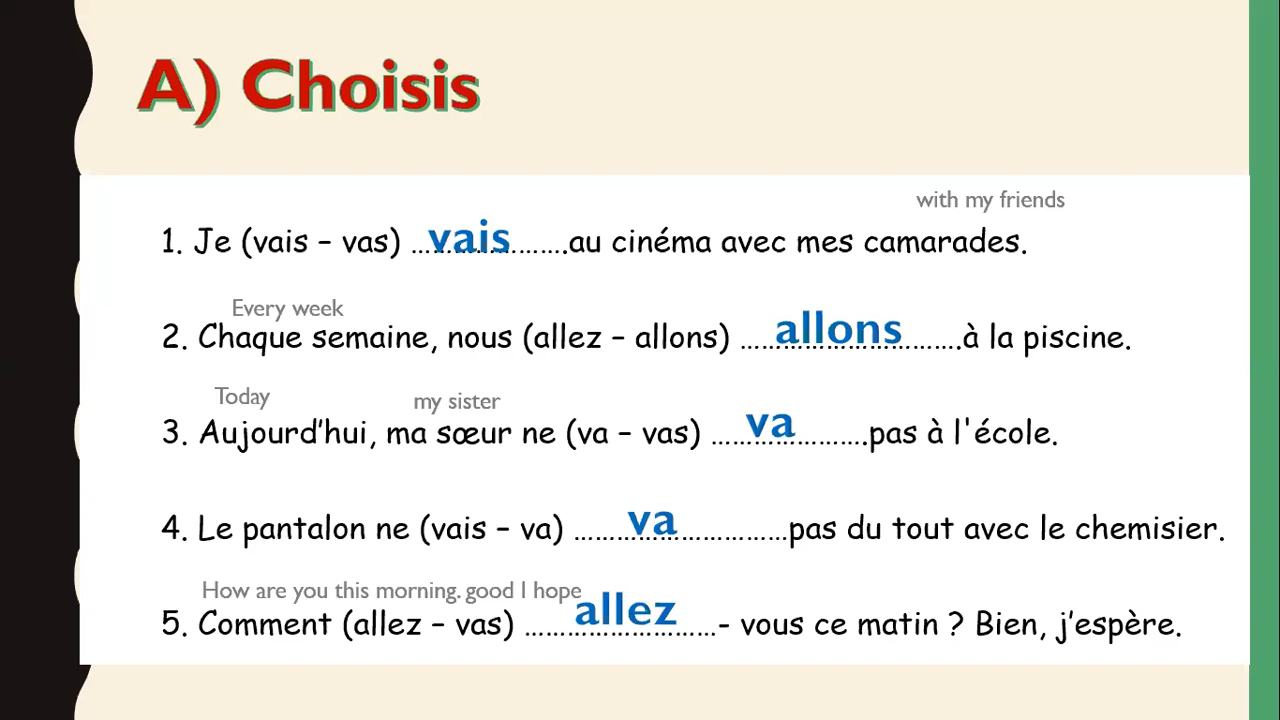 A) Choisis
with my friends
1. Je (vais – vas) ...vais....au cinéma avec mes camarades.
Every week
2. Chaque semaine, nous (allez – allons) ...allons....à la piscine.
Today my sister
3. Aujourd’hui, ma sœur ne (va – vas) ...va....pas à l'école.
4. Le pantalon ne (vais – va) ...va...pas du tout avec le chemisier.
How are you this morning. good I hope
5. Comment (allez – vas) ...allez...- vous ce matin ? Bien, j’espère.